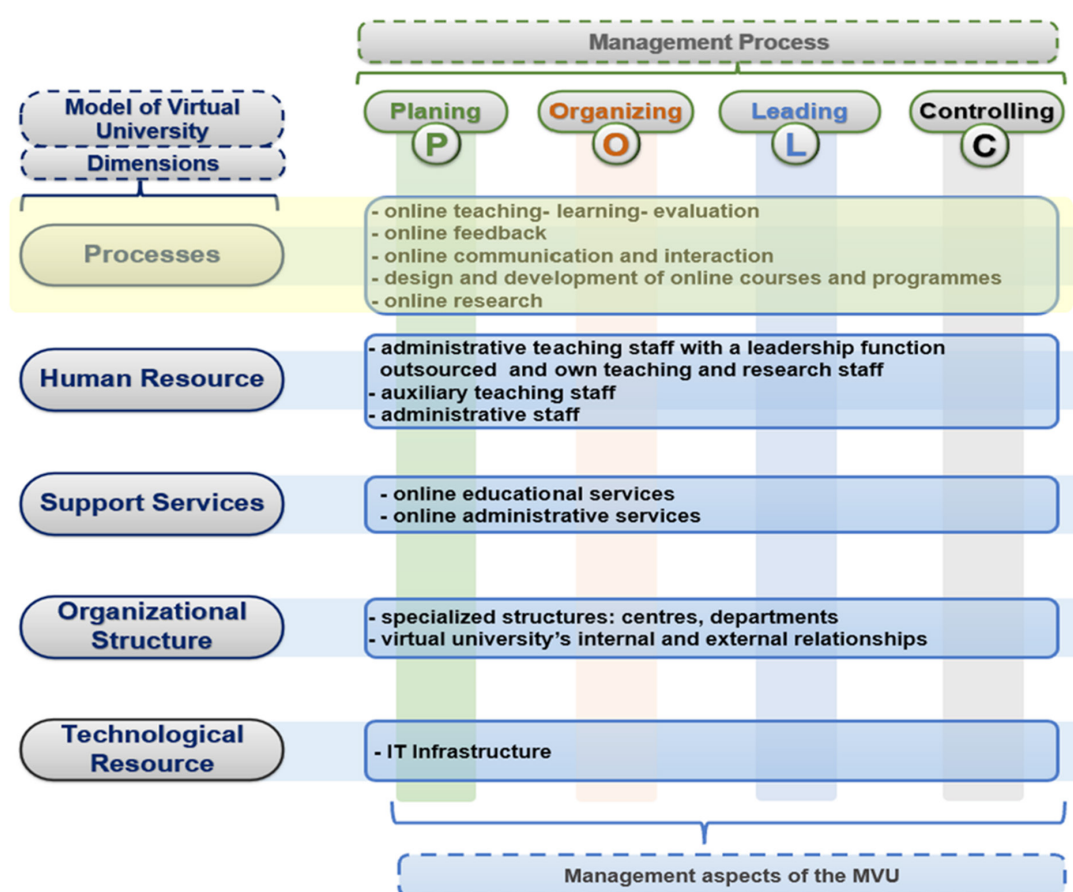 Management Process
Model of Virtual
University
Dimensions
Planing
Organizing
Leading
Controlling
P
O
L
C
Processes
- online teaching- learning- evaluation
- online feedback
- online communication and interaction
- design and development of online courses and programmes
- online research
Human Resource
- administrative teaching staff with a leadership function
outsourced and own teaching and research staff
- auxiliary teaching staff
- administrative staff
Support Services
- online educational services
- online administrative services
Organizational
Structure
- specialized structures: centres, departments
- virtual university’s internal and external relationships
Technological
Resource
- IT Infrastructure
Management aspects of the MVU